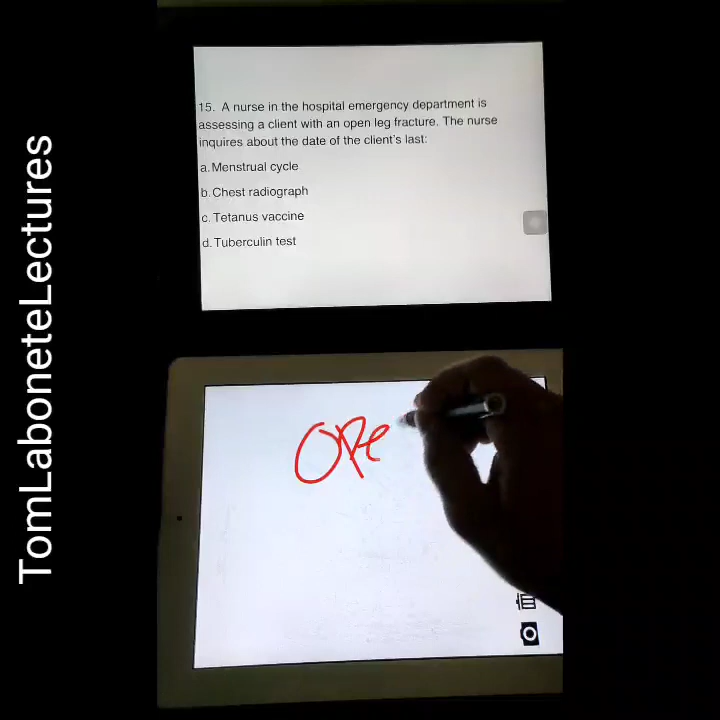 TomLaboneteLectures
15. A nurse in the hospital emergency department is
assessing a client with an open leg fracture. The nurse
inquires about the date of the client's last:
a. Menstrual cycle
b. Chest radiograph
c. Tetanus vaccine
d. Tuberculin test
Ope